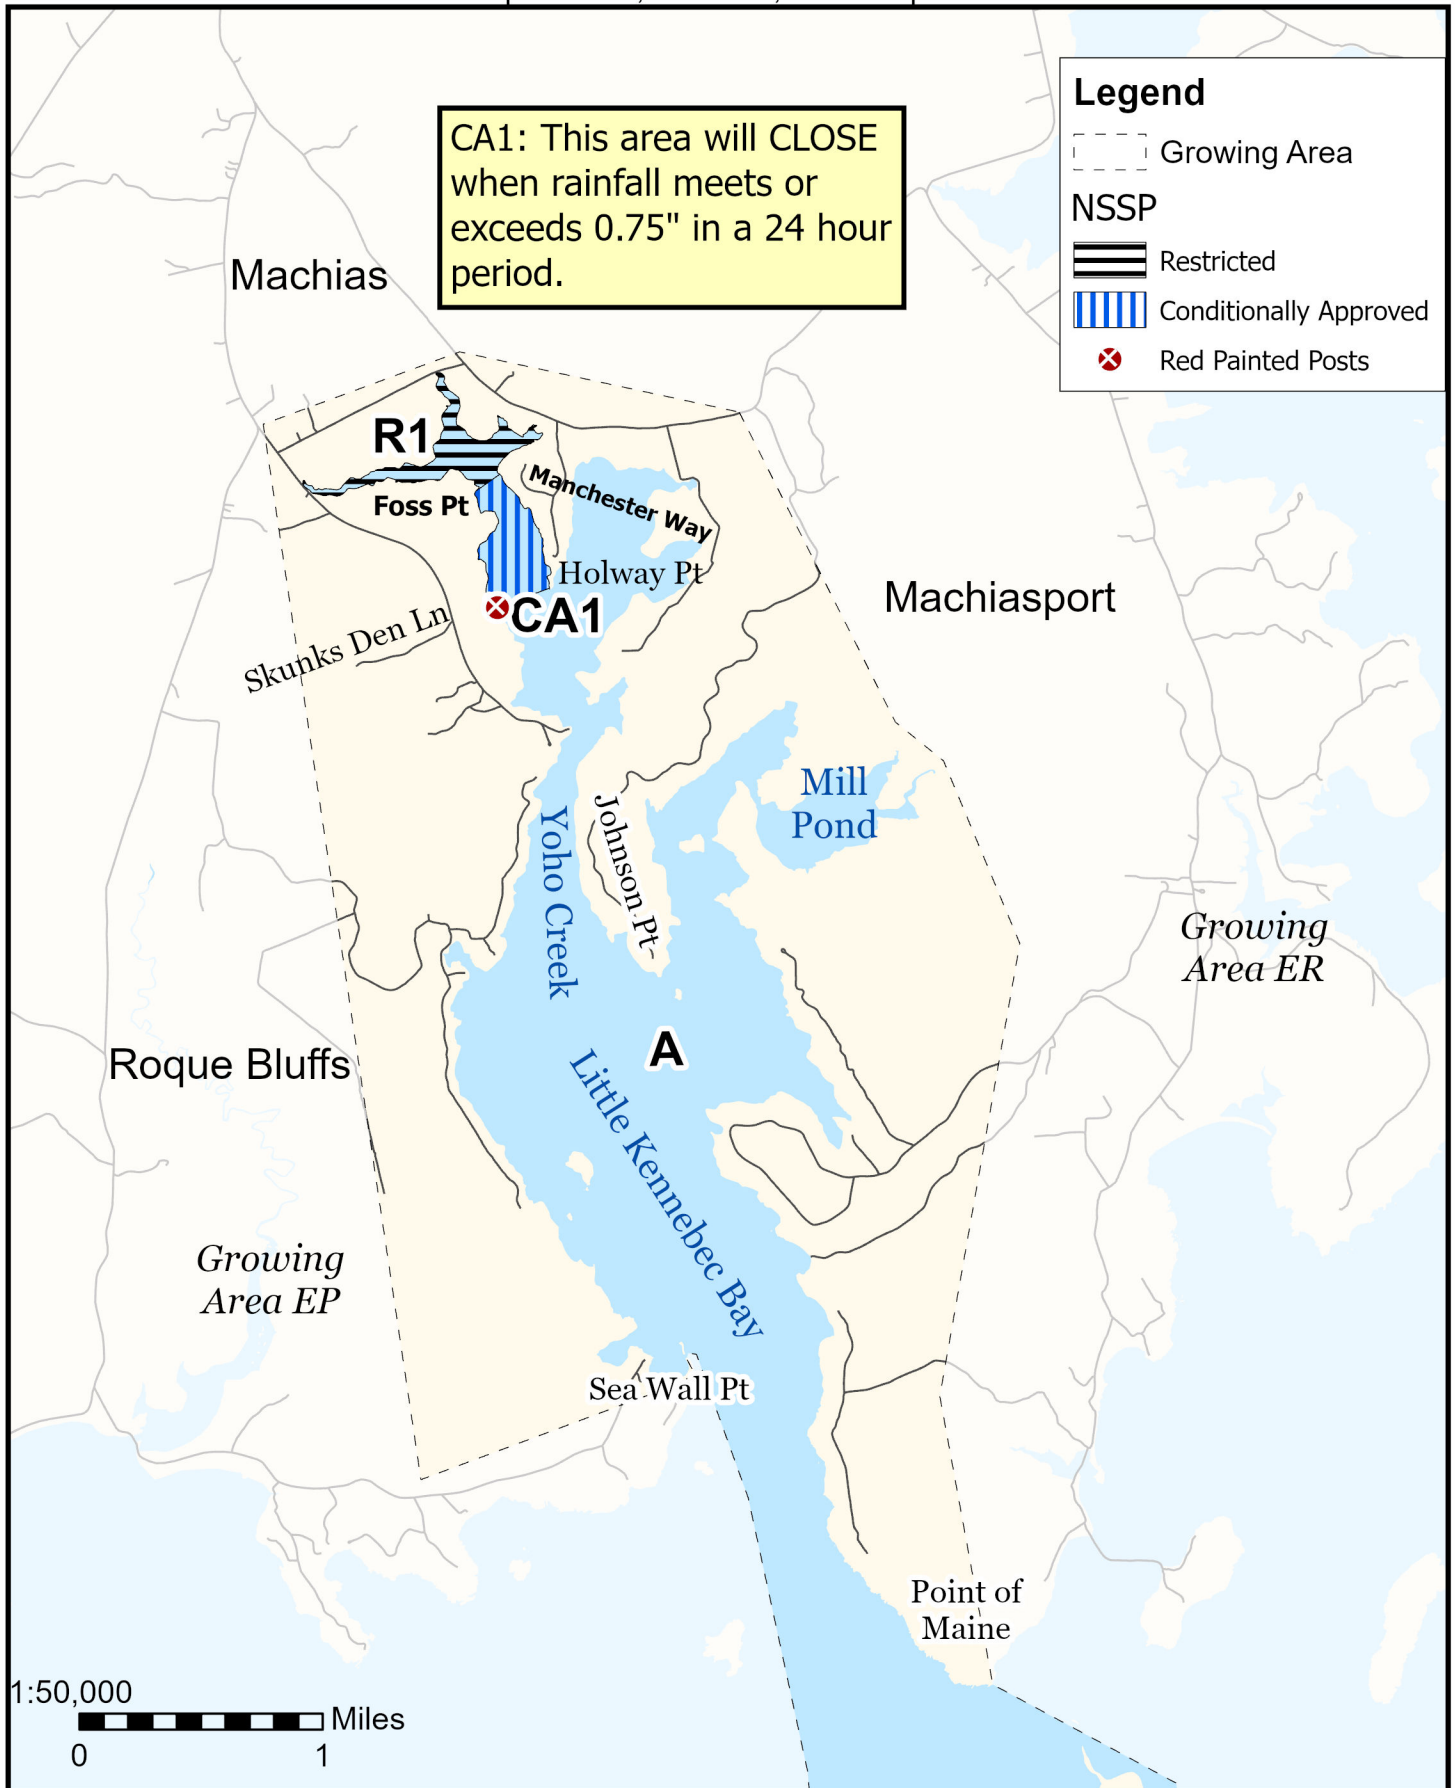 CA1: This area will CLOSE
when rainfall meets or
exceeds 0.75" in a 24 hour
period.
Legend
Growing Area
NSSP
Restricted
Conditionally Approved
Red Painted Posts
Machias
R1
Foss Pt
Manchester Way
Holway Pt
CA1
Skunks Den Ln
Machiasport
Mill
Pond
Yoho Creek
Johnson Pt
Growing
Area ER
A
Roque Bluffs
Little Kennebec Bay
Growing
Area EP
Sea Wall Pt
Point of
Maine
1:50,000
Miles
0 1